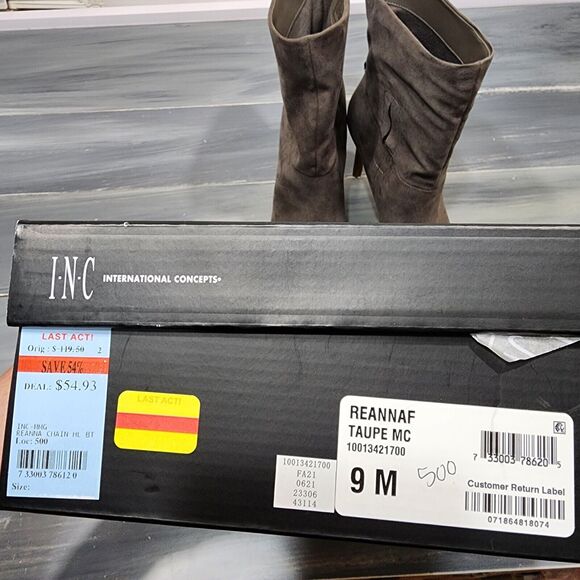 I·N·C INTERNATIONAL CONCEPTS®
LAST ACT!
Orig : $ 119.50 2
SAVE 54%
DEAL: $54.93
INC-MMG
REANNA CHAIN HL BT
Loc: 500
7 33003 78612 0
Size:
LAST ACT!
10013421700
FA21
0621
23306
43114
REANNAF
TAUPE MC
10013421700
9 M
500
7 33003 78620 5
Customer Return Label
071864818074